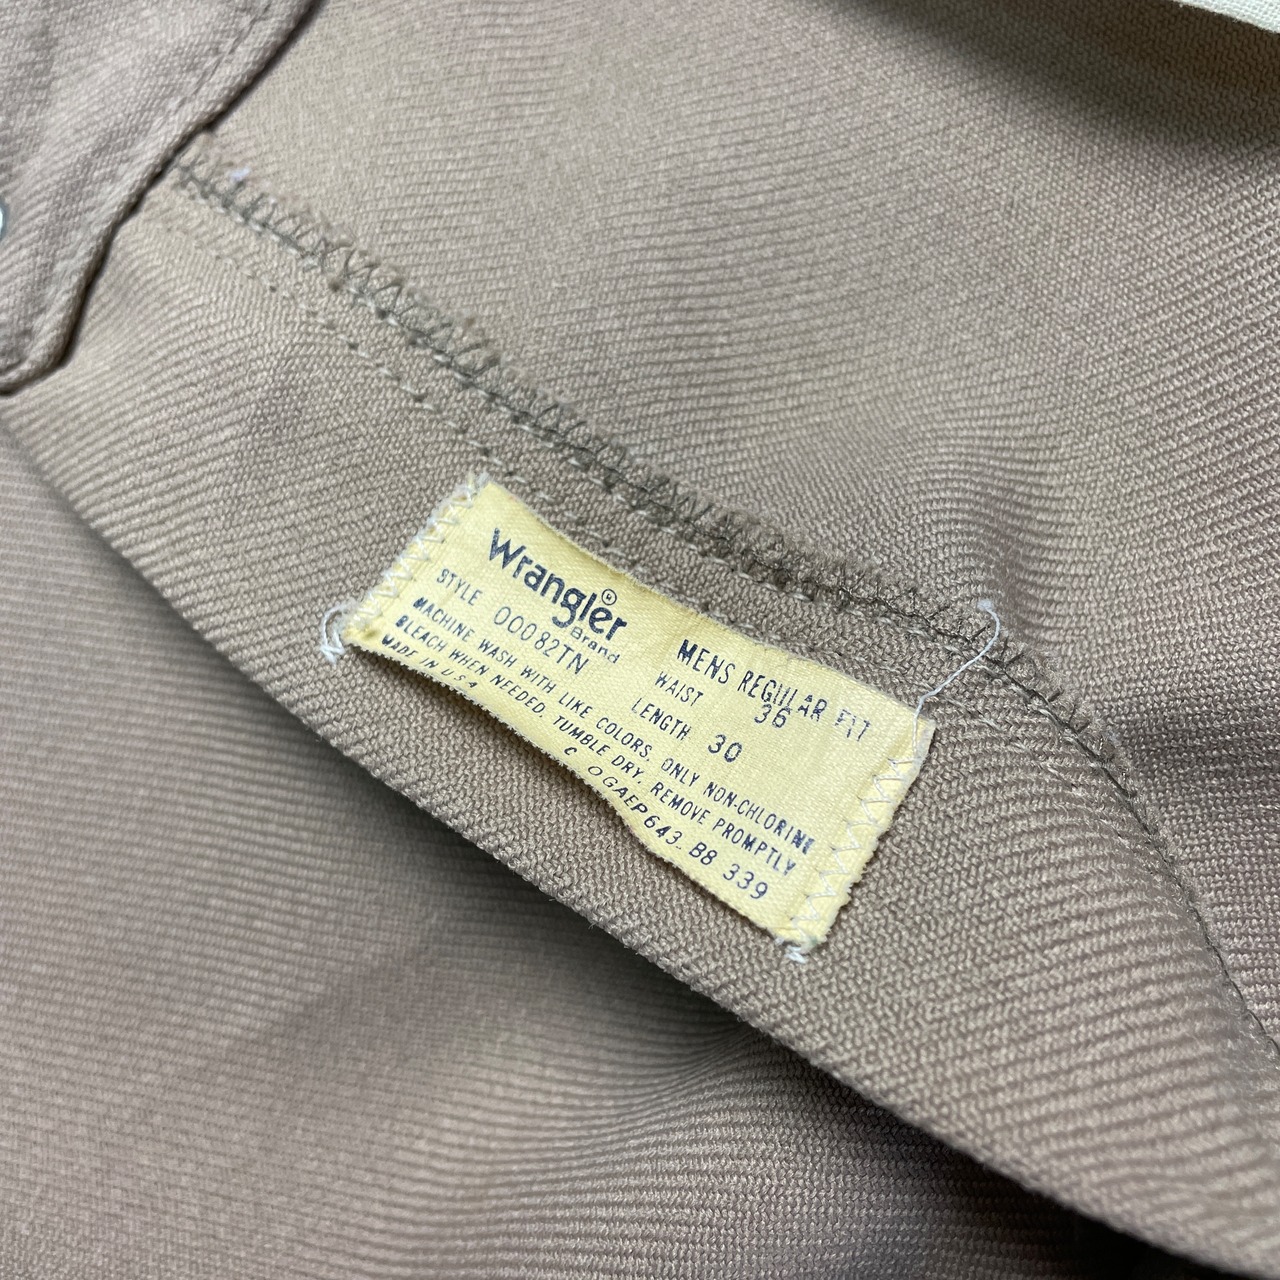 Wrangler®
Brand
MENS REGULAR FIT
STYLE 00082TN
WAIST 36
LENGTH 30
MACHINE WASH WITH LIKE COLORS, ONLY NON-CHLORINE
BLEACH WHEN NEEDED. TUMBLE DRY. REMOVE PROMPTLY
MADE IN U S A C OGAEP643 B8 339